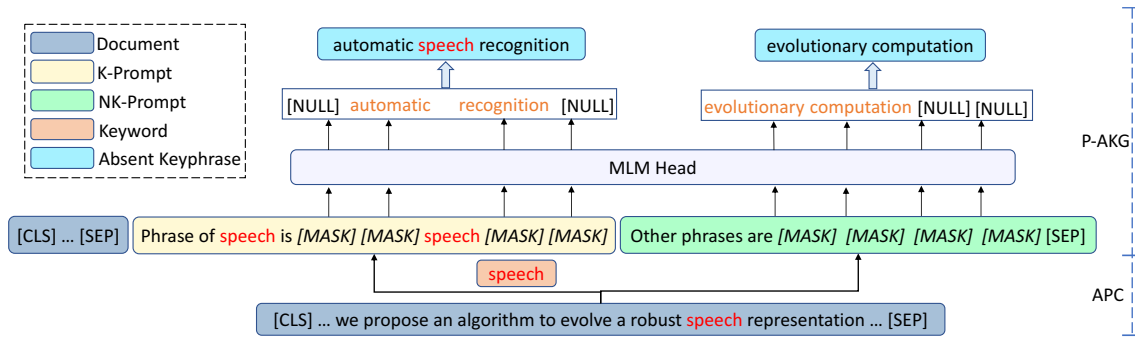 Document
K-Prompt
NK-Prompt
Keyword
Absent Keyphrase
automatic speech recognition
evolutionary computation
[NULL] automatic recognition [NULL]
evolutionary computation [NULL] [NULL]
P-AKG
MLM Head
[CLS] ... [SEP]
Phrase of speech is [MASK] [MASK] speech [MASK] [MASK]
Other phrases are [MASK] [MASK] [MASK] [MASK] [SEP]
speech
APC
[CLS] ... we propose an algorithm to evolve a robust speech representation ... [SEP]